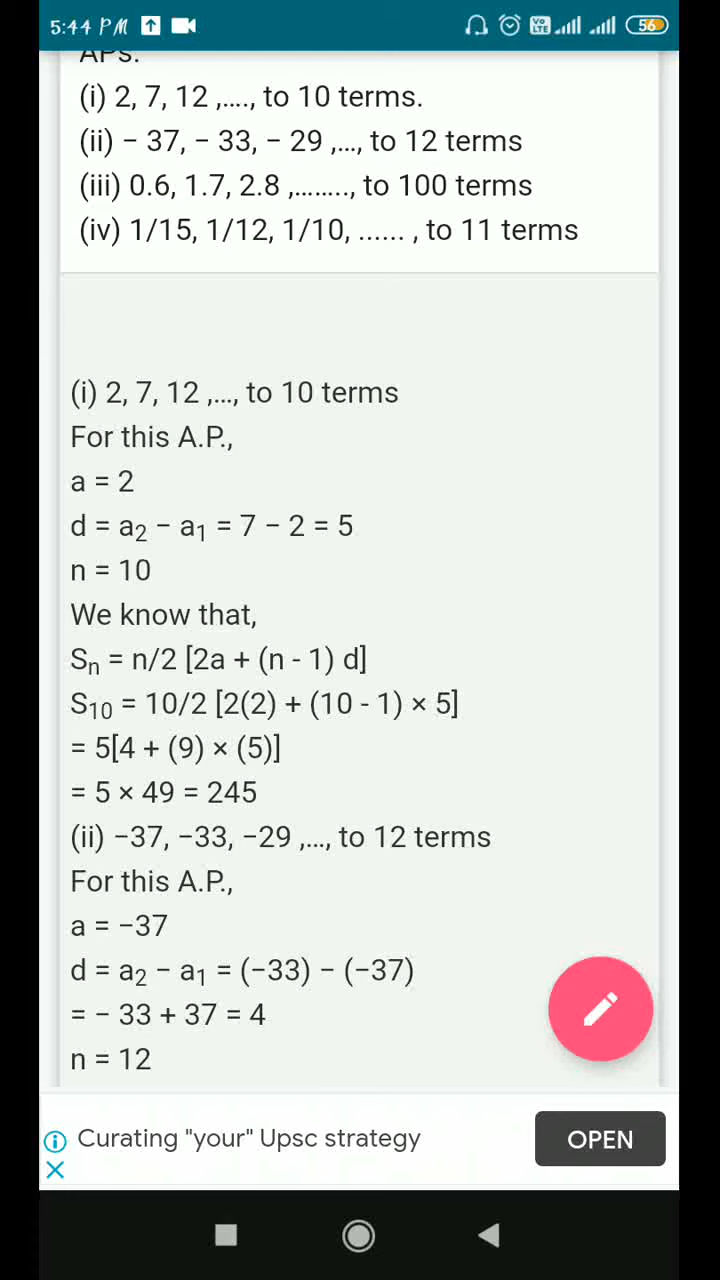 5:44 PM
56
APs.
(i) 2, 7, 12 ,...., to 10 terms.
(ii) − 37, − 33, − 29 ,..., to 12 terms
(iii) 0.6, 1.7, 2.8 ,........, to 100 terms
(iv) 1/15, 1/12, 1/10, ...... , to 11 terms
(i) 2, 7, 12 ,..., to 10 terms
For this A.P.,
a = 2
d = a₂ − a₁ = 7 − 2 = 5
n = 10
We know that,
Sₙ = n/2 [2a + (n - 1) d]
S₁₀ = 10/2 [2(2) + (10 - 1) × 5]
= 5[4 + (9) × (5)]
= 5 × 49 = 245
(ii) −37, −33, −29 ,..., to 12 terms
For this A.P.,
a = −37
d = a₂ − a₁ = (−33) − (−37)
= − 33 + 37 = 4
n = 12
Curating "your" Upsc strategy
OPEN